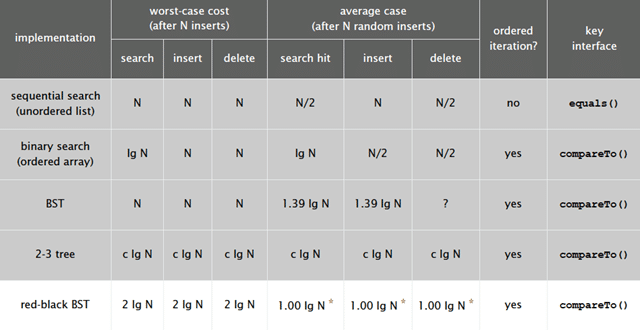 implementation worst-case cost (after N inserts) average case (after N random inserts) ordered iteration? key interface
search insert delete search hit insert delete
sequential search (unordered list) N N N N/2 N N/2 no equals()
binary search (ordered array) lg N N N lg N N/2 N/2 yes compareTo()
BST N N N 1.39 lg N 1.39 lg N ? yes compareTo()
2-3 tree c lg N c lg N c lg N c lg N c lg N c lg N yes compareTo()
red-black BST 2 lg N 2 lg N 2 lg N 1.00 lg N * 1.00 lg N * 1.00 lg N * yes compareTo()